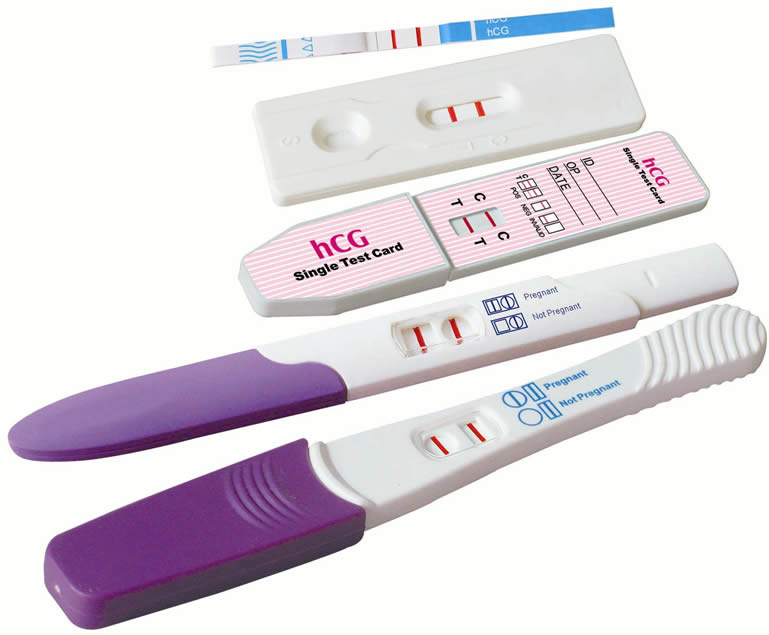 hCG
hCG
S
C
T
hCG
Single Test Card
T
C
T
C
T
C
POS
NEG
INVALID
DATE
OP
ID
hCG
Single Test Card
Pregnant
Not Pregnant
Pregnant
Not Pregnant